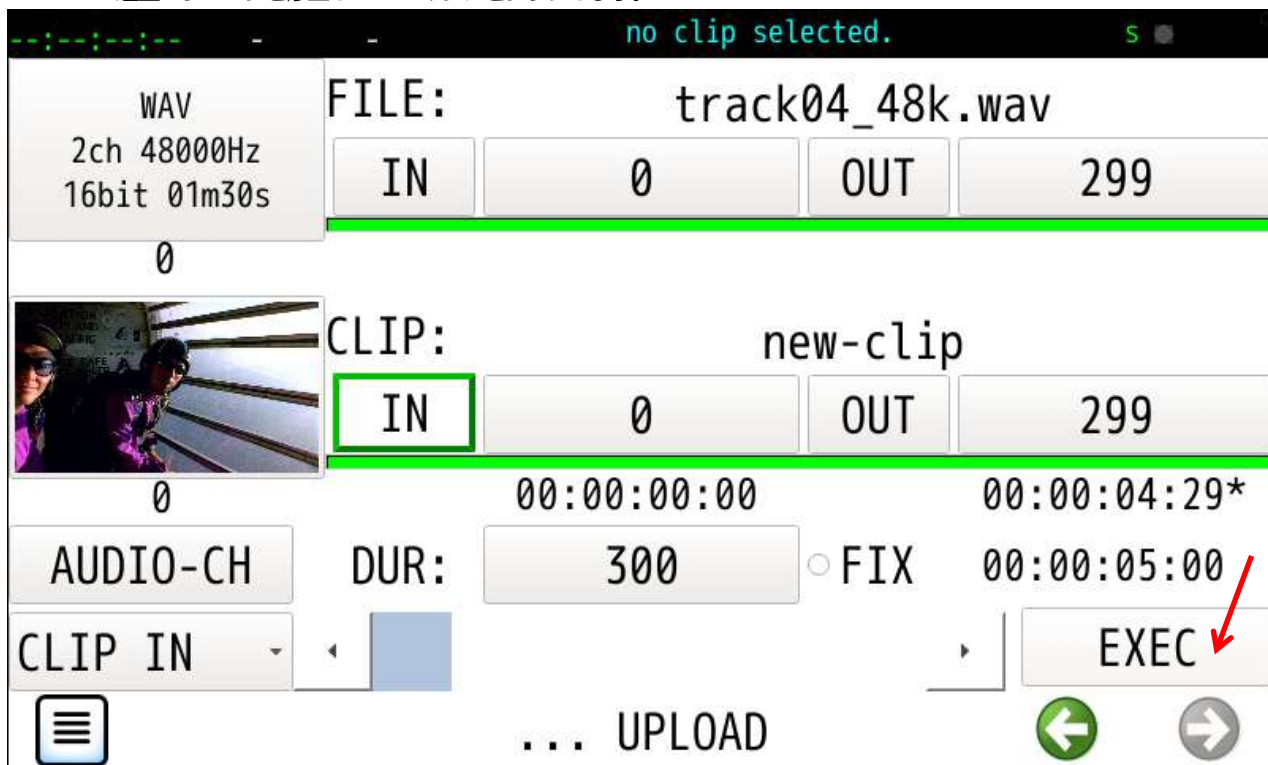 --:--:--:-- - - no clip selected. S
WAV
2ch 48000Hz
16bit 01m30s
FILE: track04_48k.wav
IN 0 OUT 299
0
CLIP: new-clip
IN 0 OUT 299
0 00:00:00:00 00:00:04:29*
AUDIO-CH DUR: 300 FIX 00:00:05:00
CLIP IN EXEC
... UPLOAD